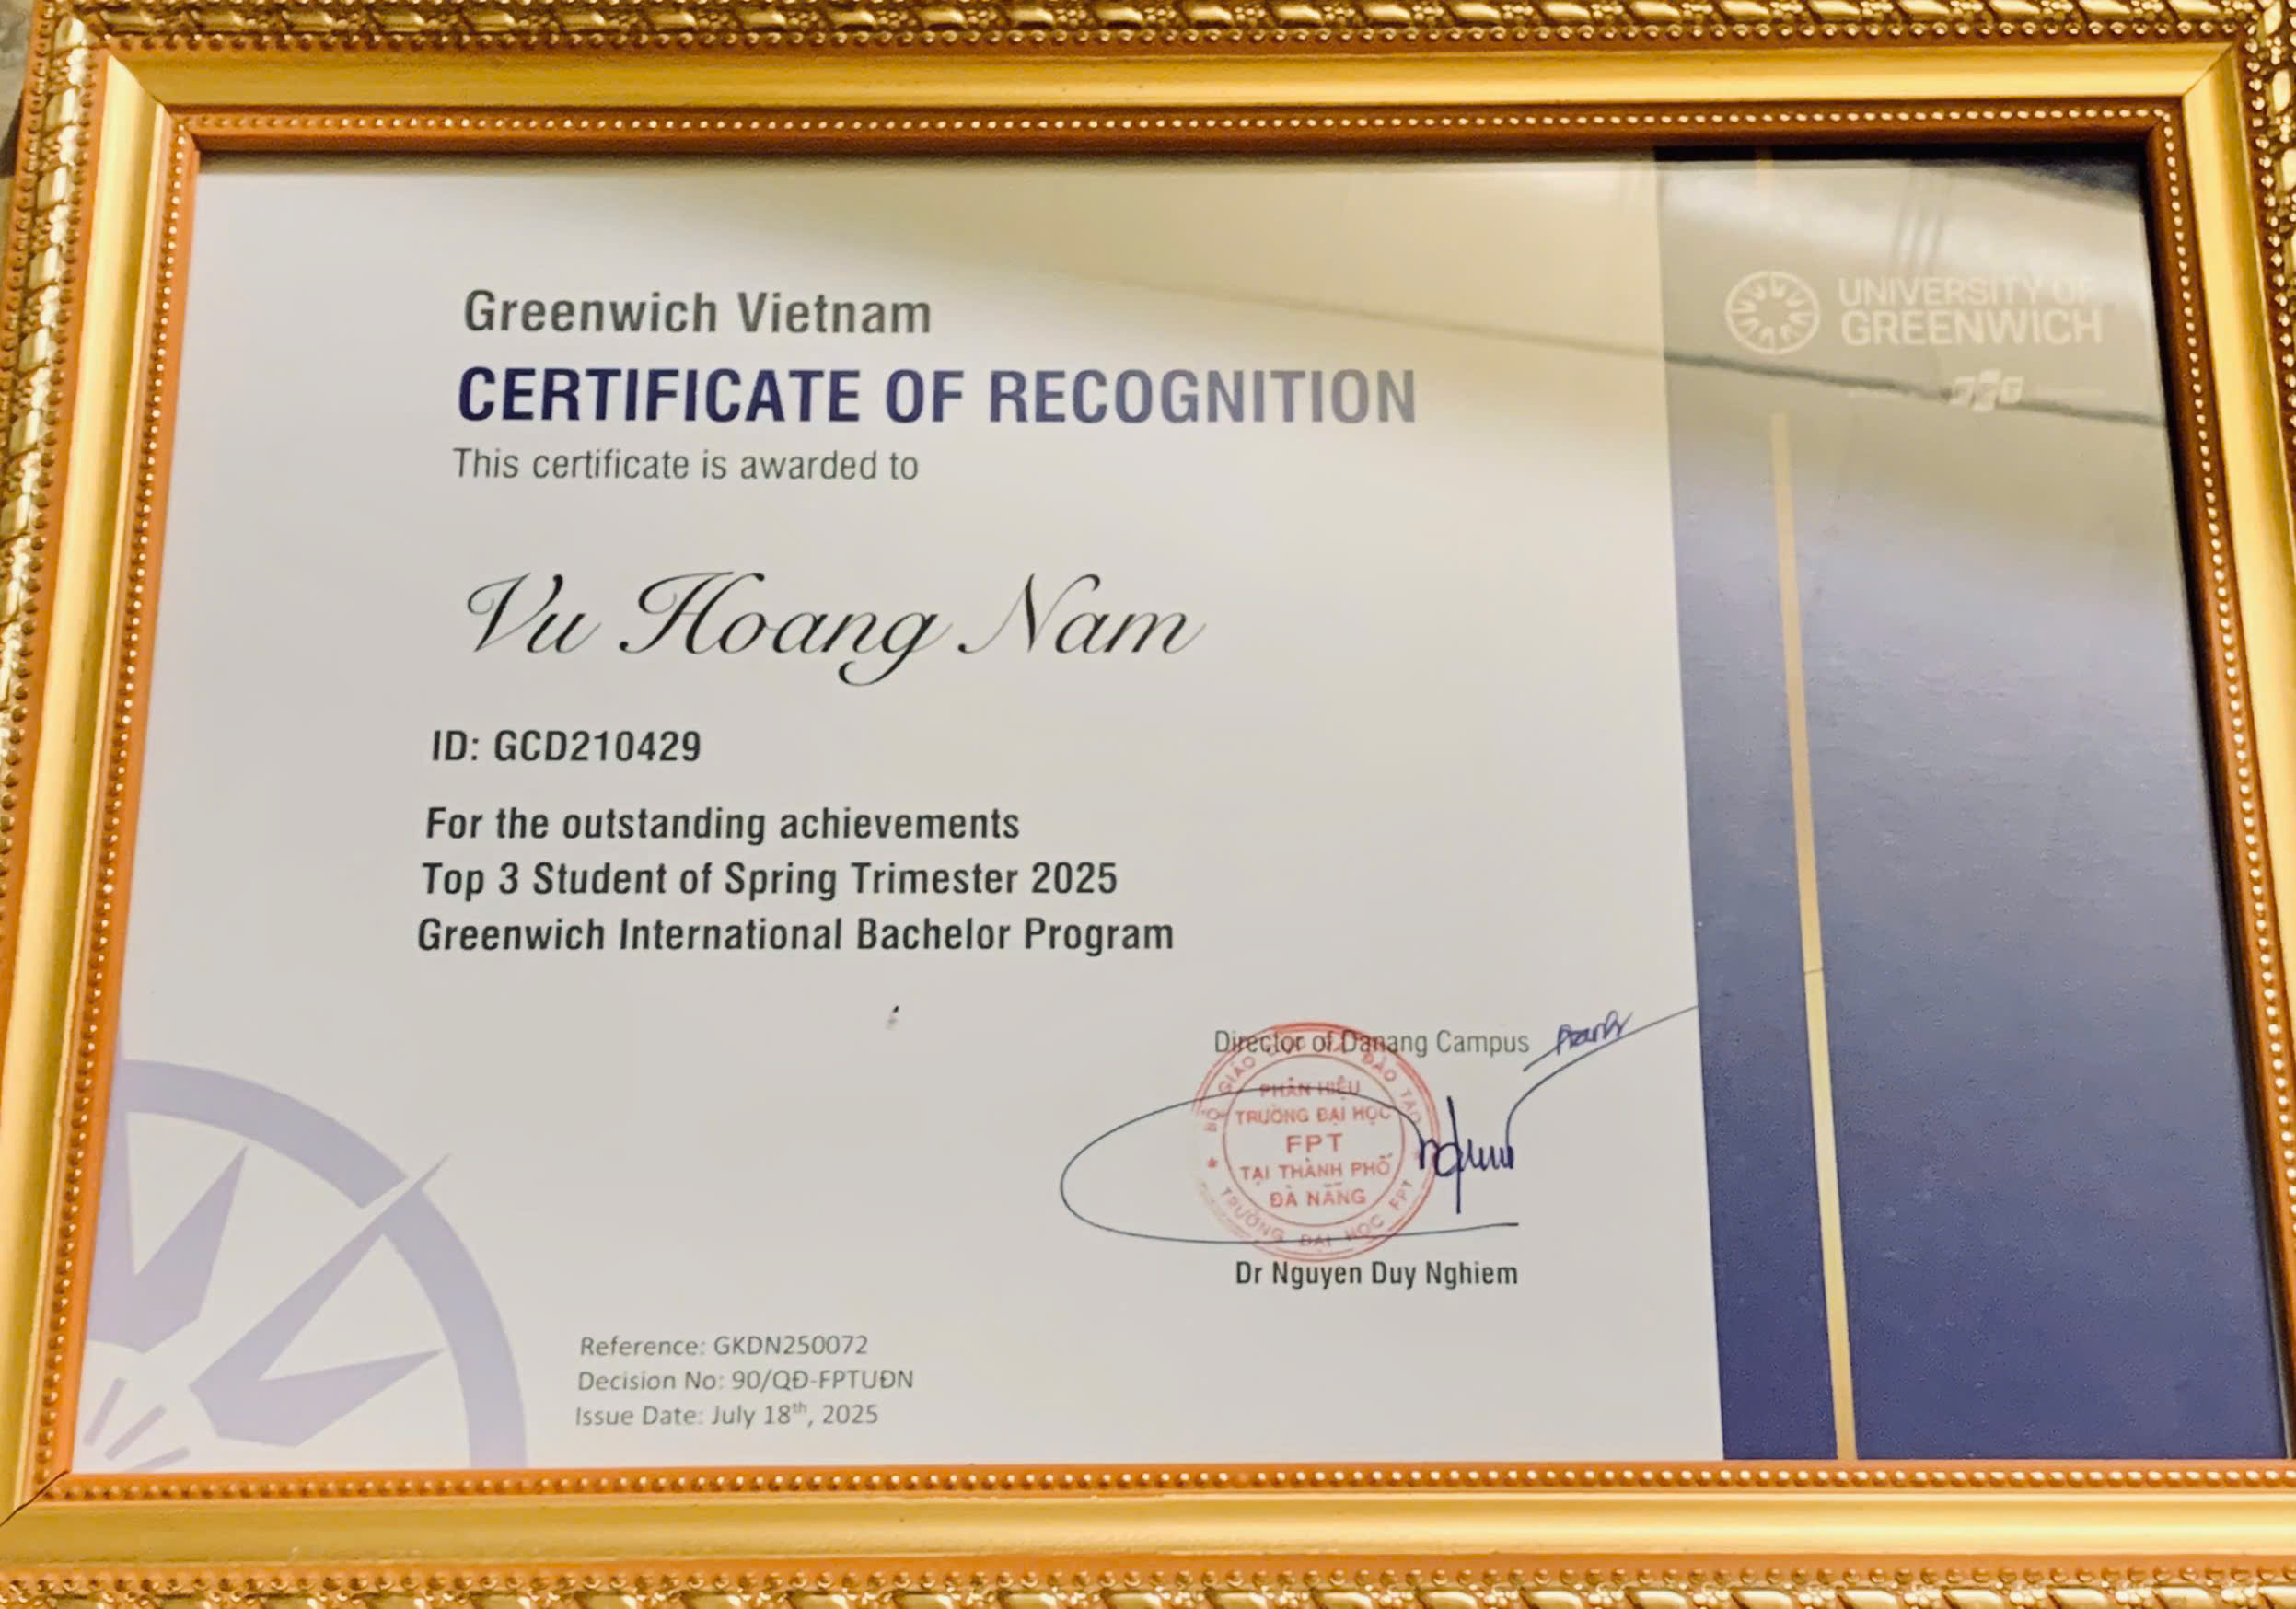 Greenwich Vietnam
CERTIFICATE OF RECOGNITION
This certificate is awarded to
Vu Hoang Nam
ID: GCD210429
For the outstanding achievements
Top 3 Student of Spring Trimester 2025
Greenwich International Bachelor Program
UNIVERSITY OF
GREENWICH
FPT
Director of Danang Campus
BỘ GIÁO DỤC VÀ ĐÀO TẠO
PHÂN HIỆU
TRƯỜNG ĐẠI HỌC
FPT
TẠI THÀNH PHỐ
ĐÀ NẴNG
TRƯỜNG ĐẠI HỌC FPT
Dr Nguyen Duy Nghiem
Reference: GKDN250072
Decision No: 90/QĐ-FPTUĐN
Issue Date: July 18th, 2025